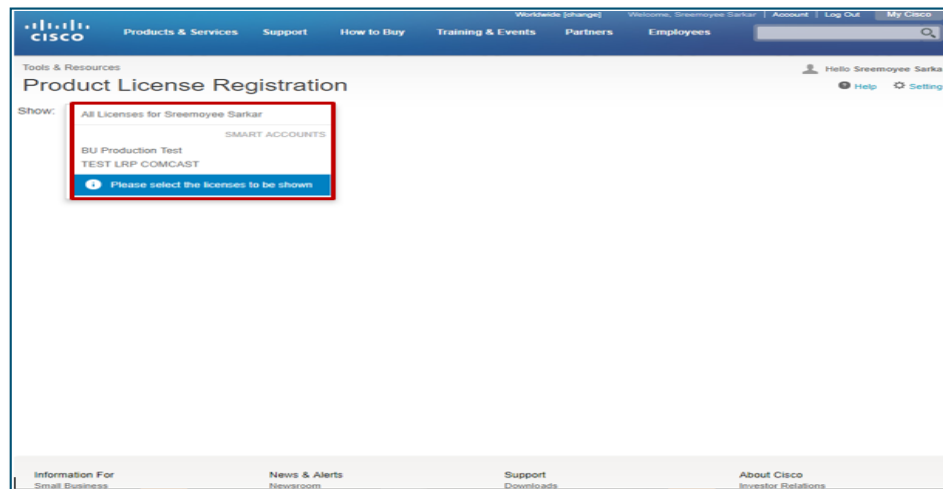 Worldwide [change] Welcome, Sreemoyee Sarkar | Account | Log Out My Cisco
CISCO Products & Services Support How to Buy Training & Events Partners Employees
Tools & Resources
Hello Sreemoyee Sarka
Product License Registration
Help Setting
Show:
All Licenses for Sreemoyee Sarkar
SMART ACCOUNTS
BU Production Test
TEST LRP COMCAST
Please select the licenses to be shown
Information For News & Alerts Support About Cisco
Small Business Newsroom Downloads Investor Relations